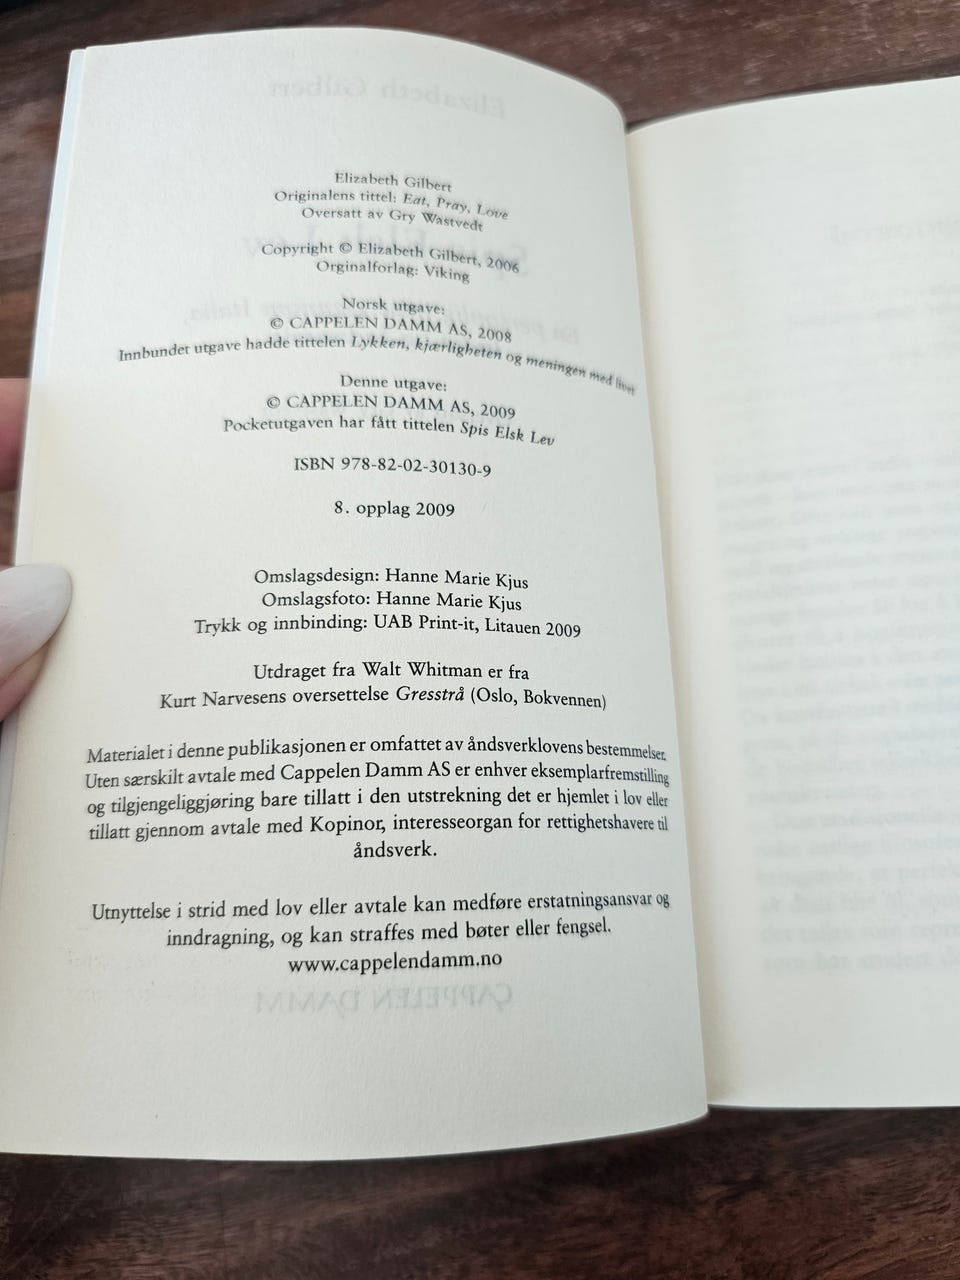 Elizabeth Gilbert
Originalens tittel: Eat, Pray, Love
Oversatt av Gry Wastvedt
Copyright © Elizabeth Gilbert, 2006
Orginalforlag: Viking
Norsk utgave:
© CAPPELEN DAMM AS, 2008
Innbundet utgave hadde tittelen Lykken, kjærligheten og meningen med livet
Denne utgave:
© CAPPELEN DAMM AS, 2009
Pocketutgaven har fått tittelen Spis Elsk Lev
ISBN 978-82-02-30130-9
8. opplag 2009
Omslagsdesign: Hanne Marie Kjus
Omslagsfoto: Hanne Marie Kjus
Trykk og innbinding: UAB Print-it, Litauen 2009
Utdraget fra Walt Whitman er fra
Kurt Narvesens oversettelse Gresstrå (Oslo, Bokvennen)
Materialet i denne publikasjonen er omfattet av åndsverklovens bestemmelser.
Uten særskilt avtale med Cappelen Damm AS er enhver eksemplarfremstilling
og tilgjengeliggjøring bare tillatt i den utstrekning det er hjemlet i lov eller
tillatt gjennom avtale med Kopinor, interesseorgan for rettighetshavere til
åndsverk.
Utnyttelse i strid med lov eller avtale kan medføre erstatningsansvar og
inndragning, og kan straffes med bøter eller fengsel.
www.cappelendamm.no